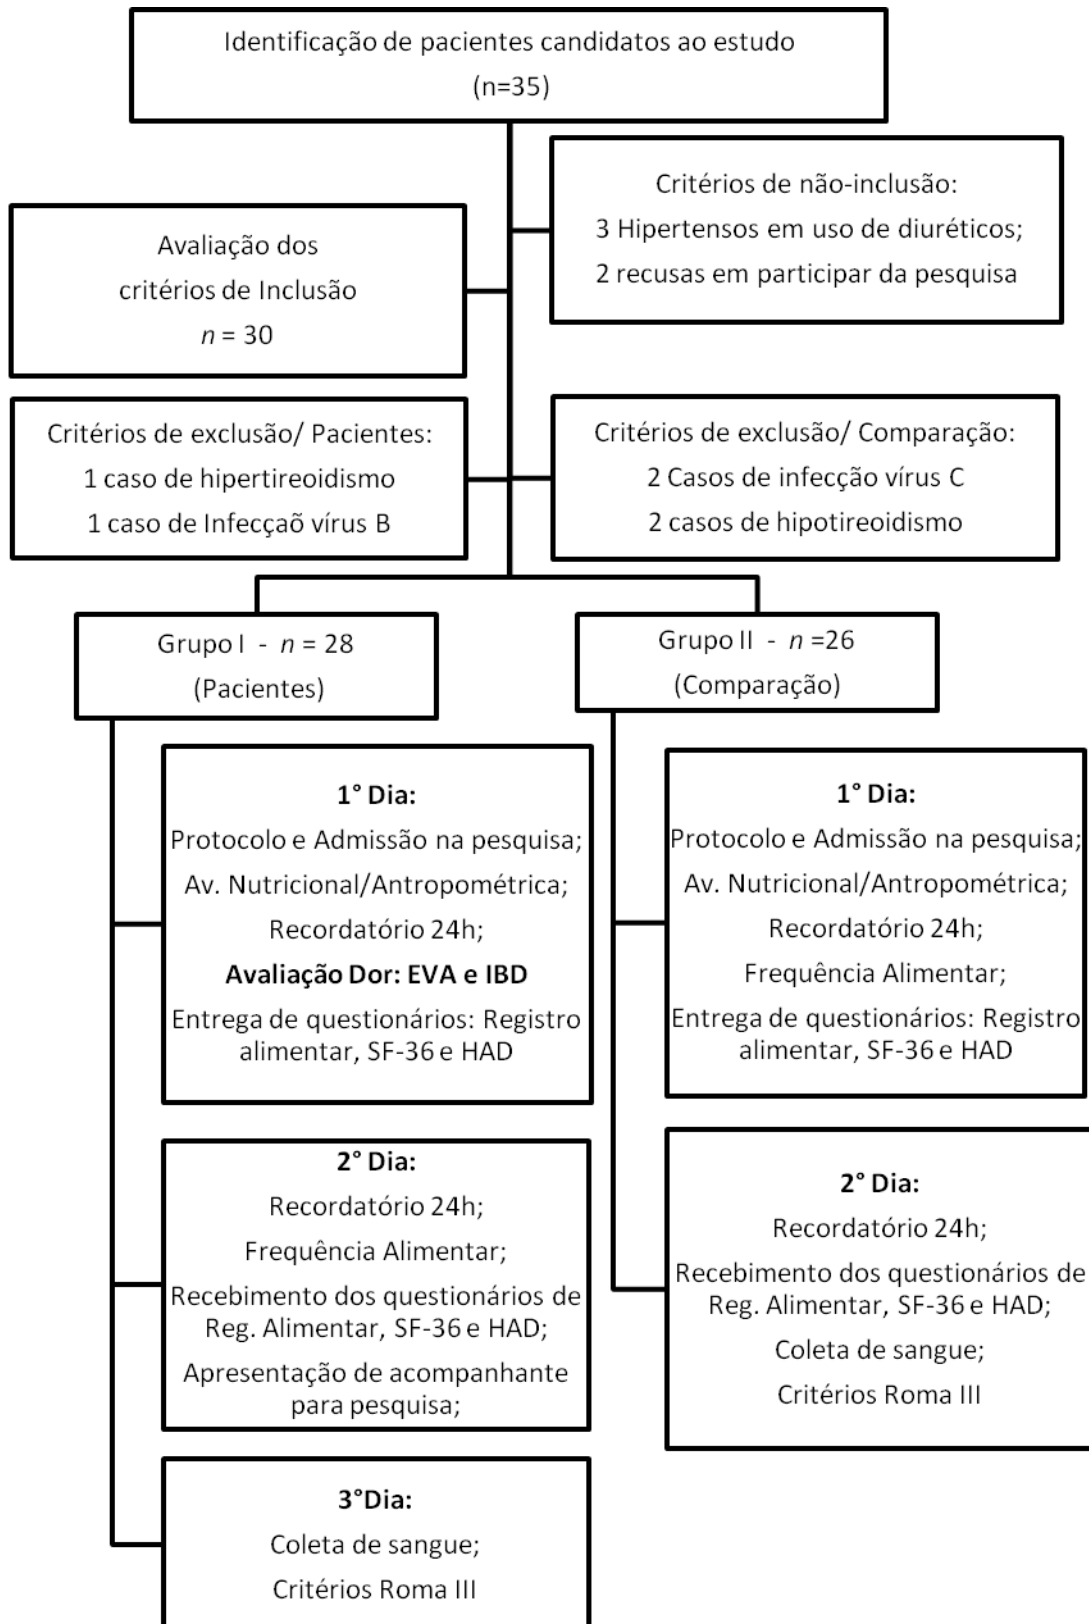 Identificação de pacientes candidatos ao estudo
(n=35)
Critérios de não-inclusão:
3 Hipertensos em uso de diuréticos;
2 recusas em participar da pesquisa
Avaliação dos
critérios de Inclusão
n = 30
Critérios de exclusão/ Pacientes:
1 caso de hipertireoidismo
1 caso de Infecçaõ vírus B
Critérios de exclusão/ Comparação:
2 Casos de infecção vírus C
2 casos de hipotireoidismo
Grupo I - n = 28
(Pacientes)
Grupo II - n =26
(Comparação)
1° Dia:
Protocolo e Admissão na pesquisa;
Av. Nutricional/Antropométrica;
Recordatório 24h;
Avaliação Dor: EVA e IBD
Entrega de questionários: Registro
alimentar, SF-36 e HAD
1° Dia:
Protocolo e Admissão na pesquisa;
Av. Nutricional/Antropométrica;
Recordatório 24h;
Frequência Alimentar;
Entrega de questionários: Registro
alimentar, SF-36 e HAD
2° Dia:
Recordatório 24h;
Frequência Alimentar;
Recebimento dos questionários de
Reg. Alimentar, SF-36 e HAD;
Apresentação de acompanhante
para pesquisa;
2° Dia:
Recordatório 24h;
Recebimento dos questionários de
Reg. Alimentar, SF-36 e HAD;
Coleta de sangue;
Critérios Roma III
3°Dia:
Coleta de sangue;
Critérios Roma III